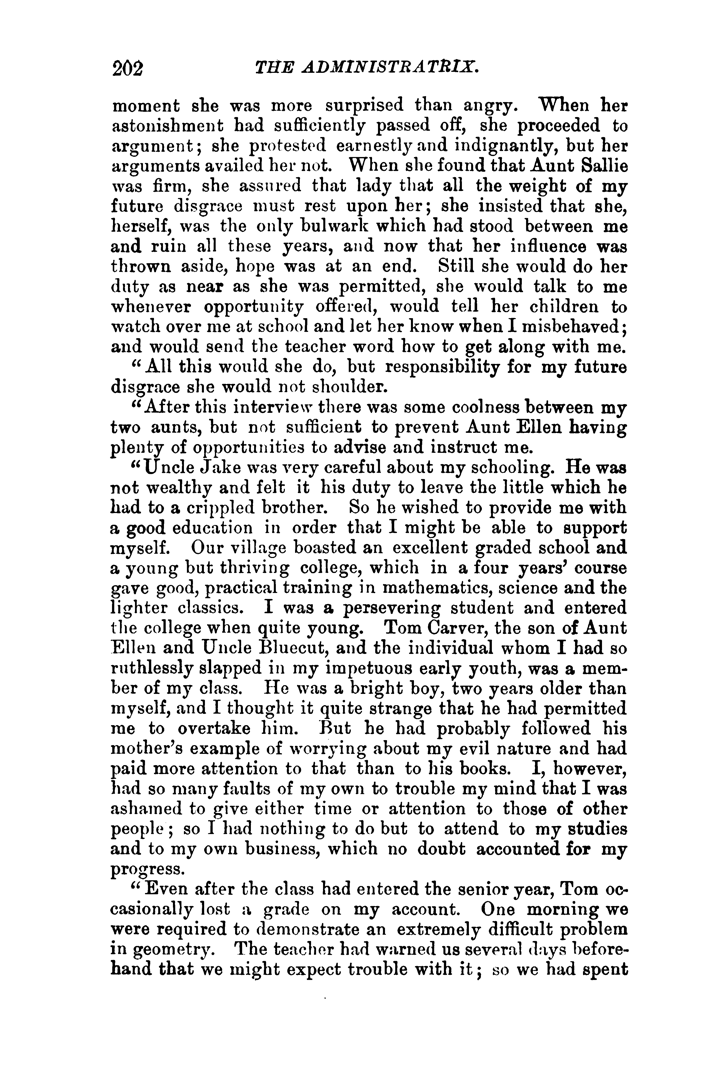 202 THE ADMINISTRATRIX.
moment she was more surprised than angry. When her
astonishment had sufficiently passed off, she proceeded to
argument; she protested earnestly and indignantly, but her
arguments availed her not. When she found that Aunt Sallie
was firm, she assured that lady that all the weight of my
future disgrace must rest upon her; she insisted that she,
herself, was the only bulwark which had stood between me
and ruin all these years, and now that her influence was
thrown aside, hope was at an end. Still she would do her
duty as near as she was permitted, she would talk to me
whenever opportunity offered, would tell her children to
watch over me at school and let her know when I misbehaved;
and would send the teacher word how to get along with me.
"All this would she do, but responsibility for my future
disgrace she would not shoulder.
"After this interview there was some coolness between my
two aunts, but not sufficient to prevent Aunt Ellen having
plenty of opportunities to advise and instruct me.
"Uncle Jake was very careful about my schooling. He was
not wealthy and felt it his duty to leave the little which he
had to a crippled brother. So he wished to provide me with
a good education in order that I might be able to support
myself. Our village boasted an excellent graded school and
a young but thriving college, which in a four years' course
gave good, practical training in mathematics, science and the
lighter classics. I was a persevering student and entered
the college when quite young. Tom Carver, the son of Aunt
Ellen and Uncle Bluecut, and the individual whom I had so
ruthlessly slapped in my impetuous early youth, was a mem-
ber of my class. He was a bright boy, two years older than
myself, and I thought it quite strange that he had permitted
me to overtake him. But he had probably followed his
mother's example of worrying about my evil nature and had
paid more attention to that than to his books. I, however,
had so many faults of my own to trouble my mind that I was
ashamed to give either time or attention to those of other
people; so I had nothing to do but to attend to my studies
and to my own business, which no doubt accounted for my
progress.
"Even after the class had entered the senior year, Tom oc-
casionally lost a grade on my account. One morning we
were required to demonstrate an extremely difficult problem
in geometry. The teacher had warned us several days before-
hand that we might expect trouble with it; so we had spent